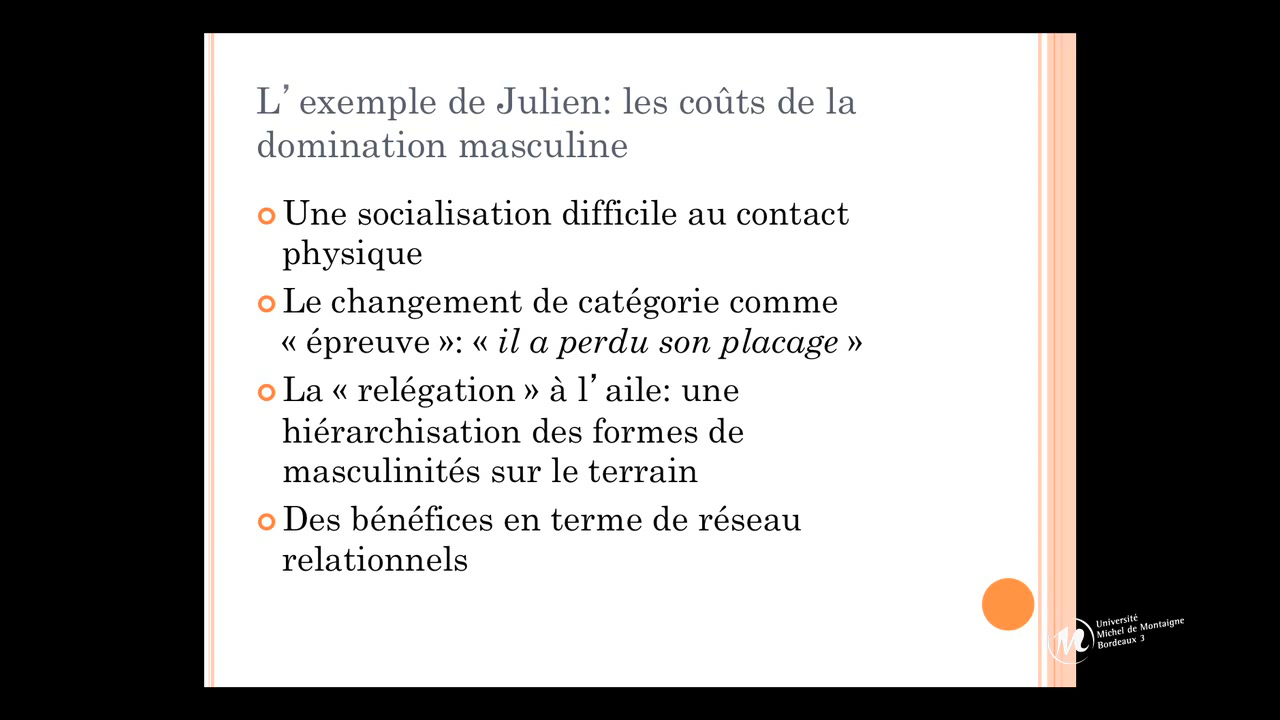 L’exemple de Julien: les coûts de la
domination masculine
Une socialisation difficile au contact
physique
Le changement de catégorie comme
« épreuve »: « il a perdu son placage »
La « relégation » à l’aile: une
hiérarchisation des formes de
masculinités sur le terrain
Des bénéfices en terme de réseau
relationnels
Université
Michel de Montaigne
Bordeaux 3